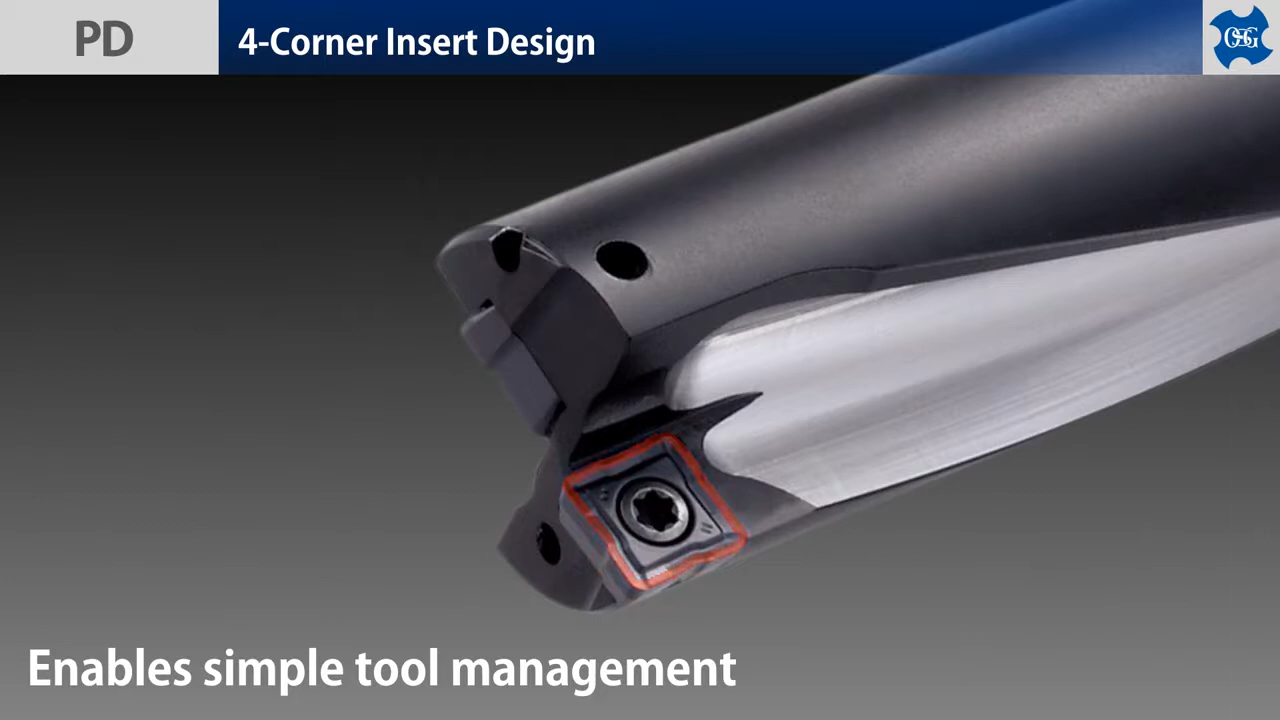 PD
4-Corner Insert Design
OSG
Enables simple tool management